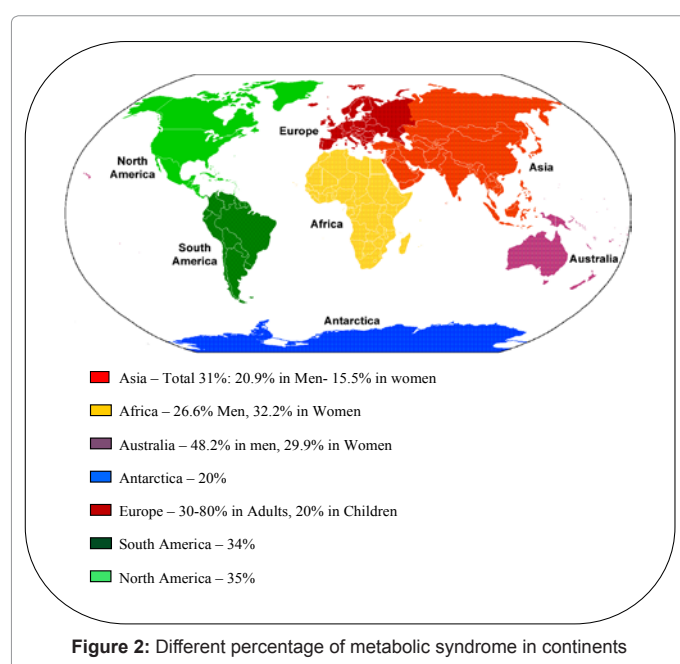 Europe
North
America
Asia
Africa
South
America
Australia
Antarctica
Asia – Total 31%: 20.9% in Men- 15.5% in women
Africa – 26.6% Men, 32.2% in Women
Australia – 48.2% in men, 29.9% in Women
Antarctica – 20%
Europe – 30-80% in Adults, 20% in Children
South America – 34%
North America – 35%
Figure 2: Different percentage of metabolic syndrome in continents